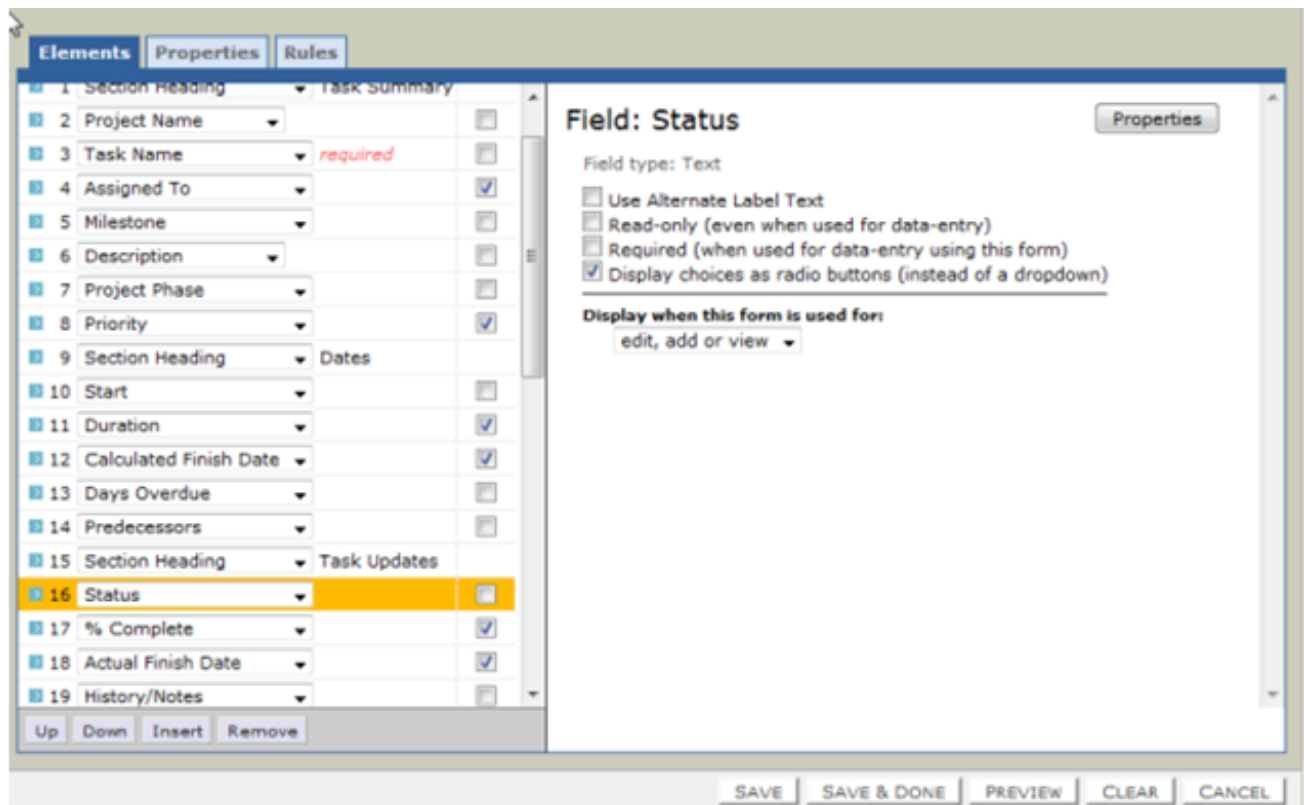 Elements Properties Rules
1 Section Heading Task Summary
2 Project Name
3 Task Name required
4 Assigned To
5 Milestone
6 Description
7 Project Phase
8 Priority
9 Section Heading Dates
10 Start
11 Duration
12 Calculated Finish Date
13 Days Overdue
14 Predecessors
15 Section Heading Task Updates
16 Status
17 % Complete
18 Actual Finish Date
19 History/Notes
Up Down Insert Remove
Field: Status Properties
Field type: Text
Use Alternate Label Text
Read-only (even when used for data-entry)
Required (when used for data-entry using this form)
Display choices as radio buttons (instead of a dropdown)
Display when this form is used for:
edit, add or view
SAVE SAVE & DONE PREVIEW CLEAR CANCEL